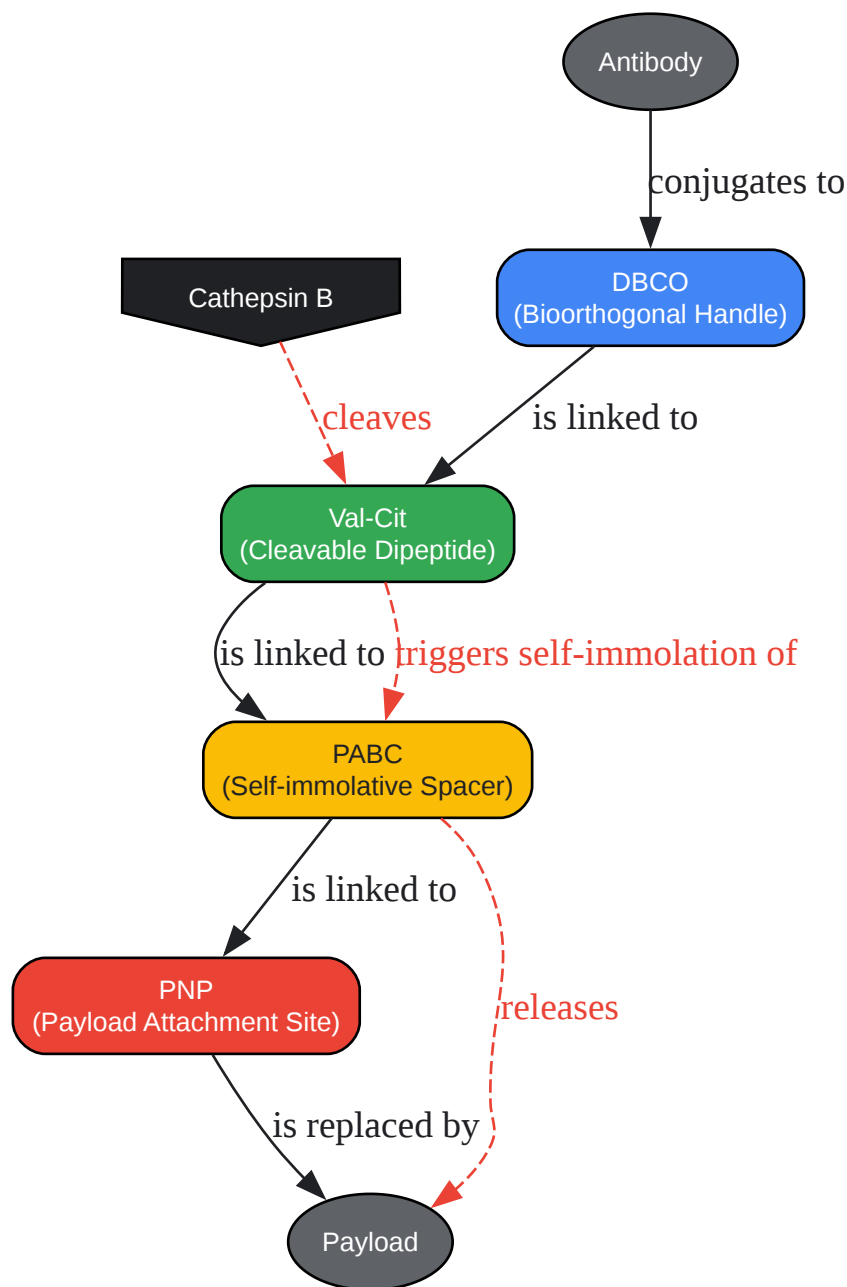 Antibody
conjugates to
DBCO
(Bioorthogonal Handle)
Cathepsin B
cleaves
is linked to
Val-Cit
(Cleavable Dipeptide)
is linked to
triggers self-immolation of
PABC
(Self-immolative Spacer)
is linked to
PNP
(Payload Attachment Site)
releases
is replaced by
Payload